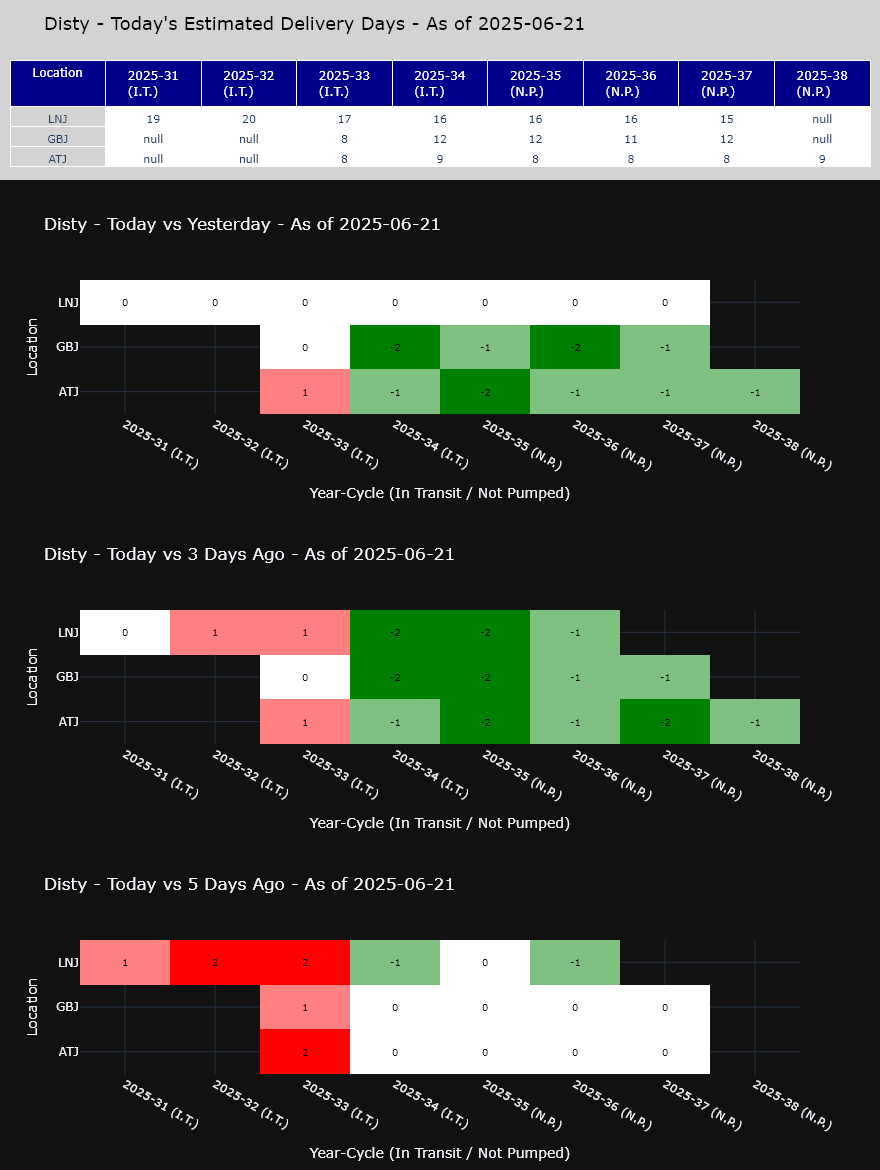 Disty - Today's Estimated Delivery Days - As of 2025-06-21
Location 2025-31 (I.T.) 2025-32 (I.T.) 2025-33 (I.T.) 2025-34 (I.T.) 2025-35 (N.P.) 2025-36 (N.P.) 2025-37 (N.P.) 2025-38 (N.P.)
LNJ 19 20 17 16 16 16 15 null
GBJ null null 8 12 12 11 12 null
ATJ null null 8 9 8 8 8 9
Disty - Today vs Yesterday - As of 2025-06-21
Location
LNJ 0 0 0 0 0 0 0
GBJ 0 -2 -1 -2 -1
ATJ 1 -1 -2 -1 -1 -1
2025-31 (I.T.) 2025-32 (I.T.) 2025-33 (I.T.) 2025-34 (I.T.) 2025-35 (N.P.) 2025-36 (N.P.) 2025-37 (N.P.) 2025-38 (N.P.)
Year-Cycle (In Transit / Not Pumped)
Disty - Today vs 3 Days Ago - As of 2025-06-21
Location
LNJ 0 1 1 -2 -2 -1
GBJ 0 -2 -2 -1 -1
ATJ 1 -1 -2 -1 -2 -1
2025-31 (I.T.) 2025-32 (I.T.) 2025-33 (I.T.) 2025-34 (I.T.) 2025-35 (N.P.) 2025-36 (N.P.) 2025-37 (N.P.) 2025-38 (N.P.)
Year-Cycle (In Transit / Not Pumped)
Disty - Today vs 5 Days Ago - As of 2025-06-21
Location
LNJ 1 2 2 -1 0 -1
GBJ 1 0 0 0 0
ATJ 2 0 0 0 0
2025-31 (I.T.) 2025-32 (I.T.) 2025-33 (I.T.) 2025-34 (I.T.) 2025-35 (N.P.) 2025-36 (N.P.) 2025-37 (N.P.) 2025-38 (N.P.)
Year-Cycle (In Transit / Not Pumped)